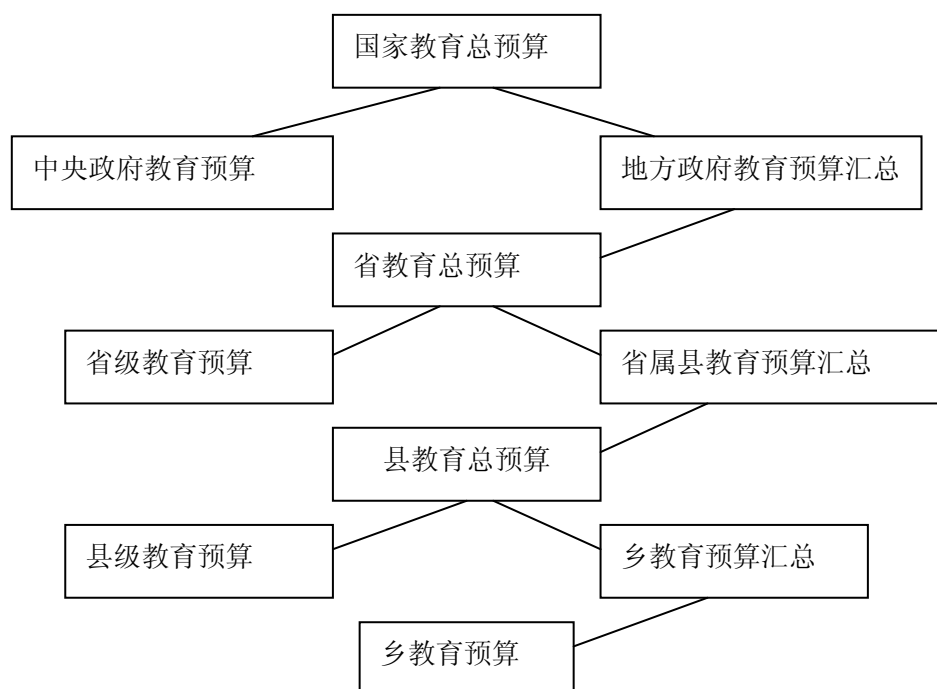 国家教育总预算
中央政府教育预算
地方政府教育预算汇总
省教育总预算
省级教育预算
省属县教育预算汇总
县教育总预算
县级教育预算
乡教育预算汇总
乡教育预算